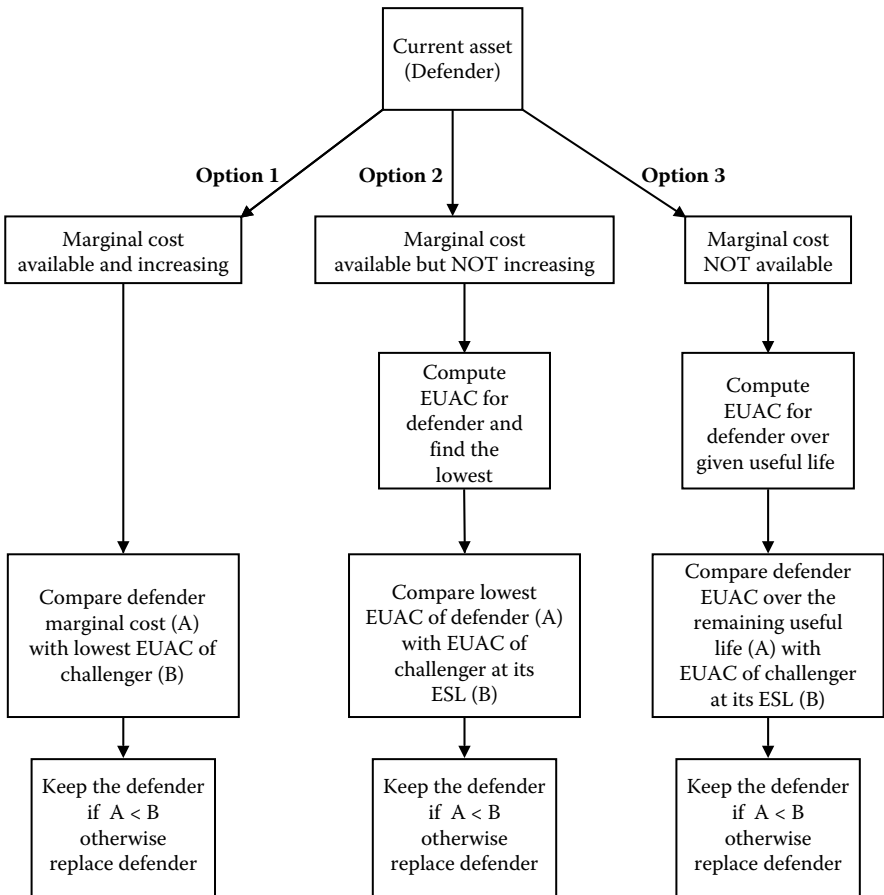 Current asset
(Defender)
Option 1
Option 2
Option 3
Marginal cost
available and increasing
Marginal cost
available but NOT increasing
Marginal cost
NOT available
Compute
EUAC for
defender and
find the
lowest
Compute
EUAC for
defender over
given useful life
Compare defender
marginal cost (A)
with lowest EUAC of
challenger (B)
Compare lowest
EUAC of defender (A)
with EUAC of
challenger at its
ESL (B)
Compare defender
EUAC over the
remaining useful
life (A) with
EUAC of challenger
at its ESL (B)
Keep the defender
if A < B
otherwise
replace defender
Keep the defender
if A < B
otherwise
replace defender
Keep the defender
if A < B
otherwise
replace defender